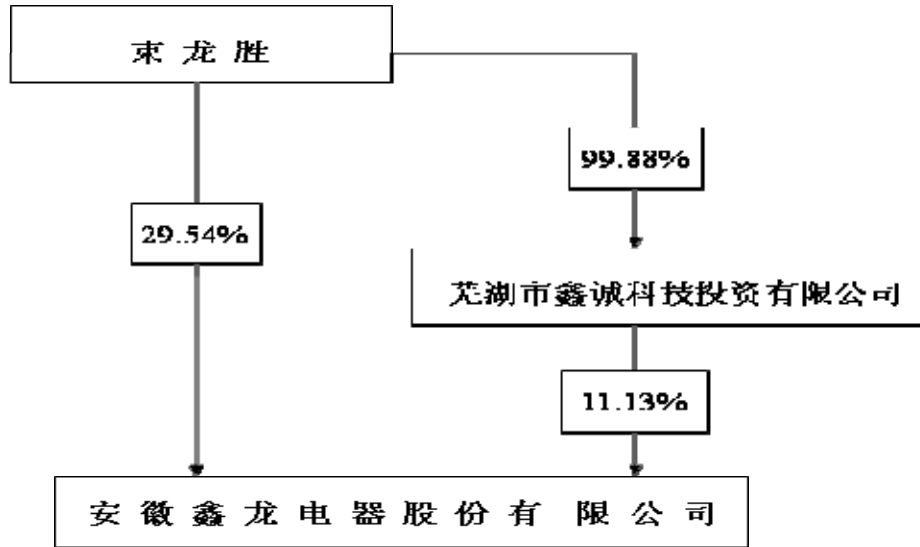 束龙胜
99.88%
29.54%
芜湖市鑫诚科技投资有限公司
11.13%
安徽鑫龙电器股份有限公司